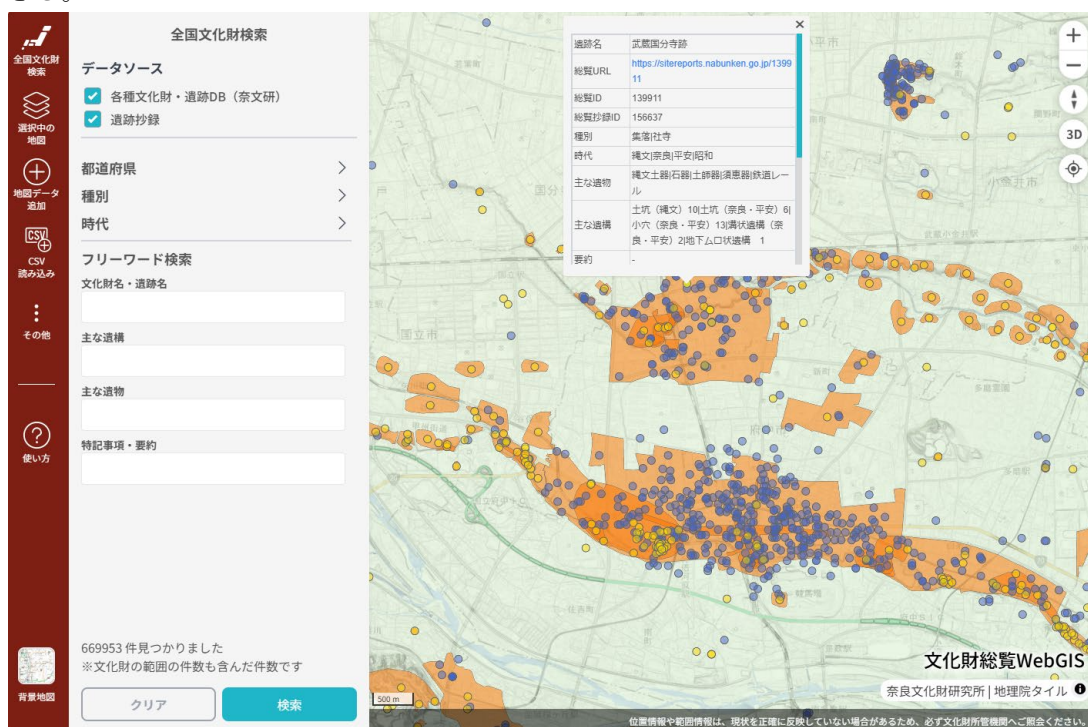 全国文化財
検索
選択中の
地図
地図データ
追加
CSV
CSV
読み込み
その他
使い方
背景地図
全国文化財検索
データソース
各種文化財・遺跡DB（奈文研）
遺跡抄録
都道府県
種別
時代
フリーワード検索
文化財名・遺跡名
主な遺構
主な遺物
特記事項・要約
669953 件見つかりました
※文化財の範囲の件数も含んだ件数です
クリア
検索
遺跡名 武蔵国分寺跡
総覧URL https://sitereports.nabunken.go.jp/1399
11
総覧ID 139911
総覧抄録ID 156637
種別 集落|社寺
時代 縄文|奈良|平安|昭和
主な遺物 縄文土器|石器|土師器|須恵器|鉄道レー
ル
主な遺構 土坑（縄文）10|土坑（奈良・平安）6|
小穴（奈良・平安）13|溝状遺構（奈
良・平安）2|地下ムロ状遺構 1
要約 -
3D
国立市
小金井市
府中市
500 m
文化財総覧WebGIS
奈良文化財研究所 | 地理院タイル
位置情報や範囲情報は、現状を正確に反映していない場合があるため、必ず文化財所管機関へご照会ください。